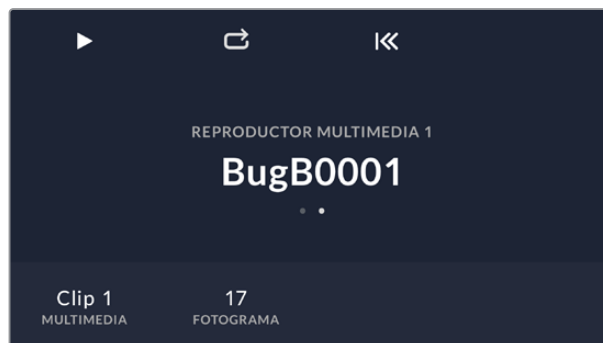 REPRODUCTOR MULTIMEDIA 1
BugB0001
Clip 1 17
MULTIMEDIA FOTOGRAMA